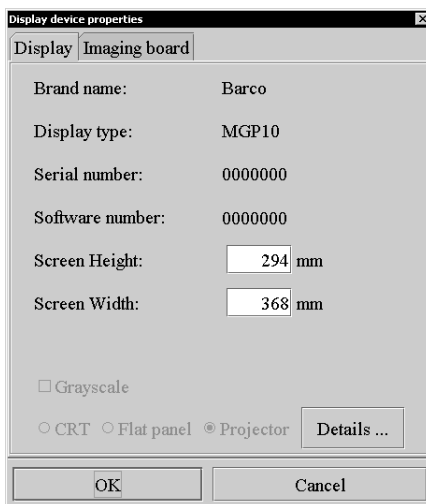 Display device properties
Display Imaging board
Brand name: Barco
Display type: MGP10
Serial number: 0000000
Software number: 0000000
Screen Height: 294 mm
Screen Width: 368 mm
Grayscale
CRT Flat panel Projector Details ...
OK Cancel